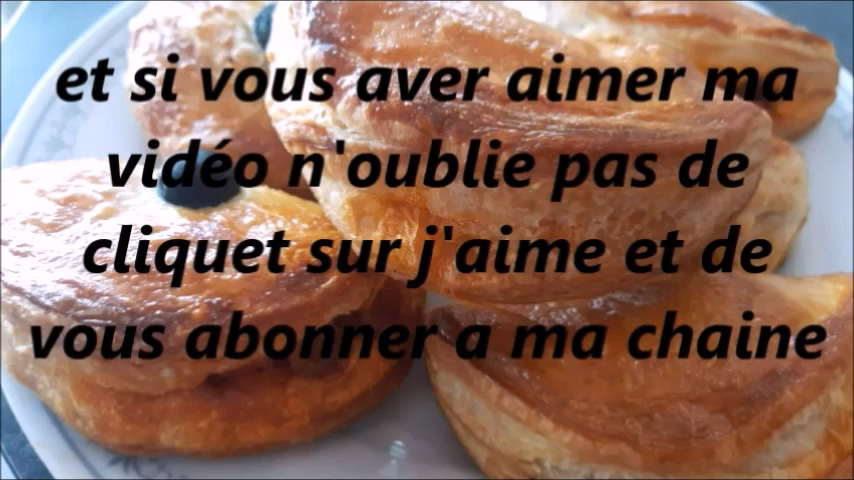 et si vous aver aimer ma
vidéo n'oublie pas de
cliquet sur j'aime et de
vous abonner a ma chaine